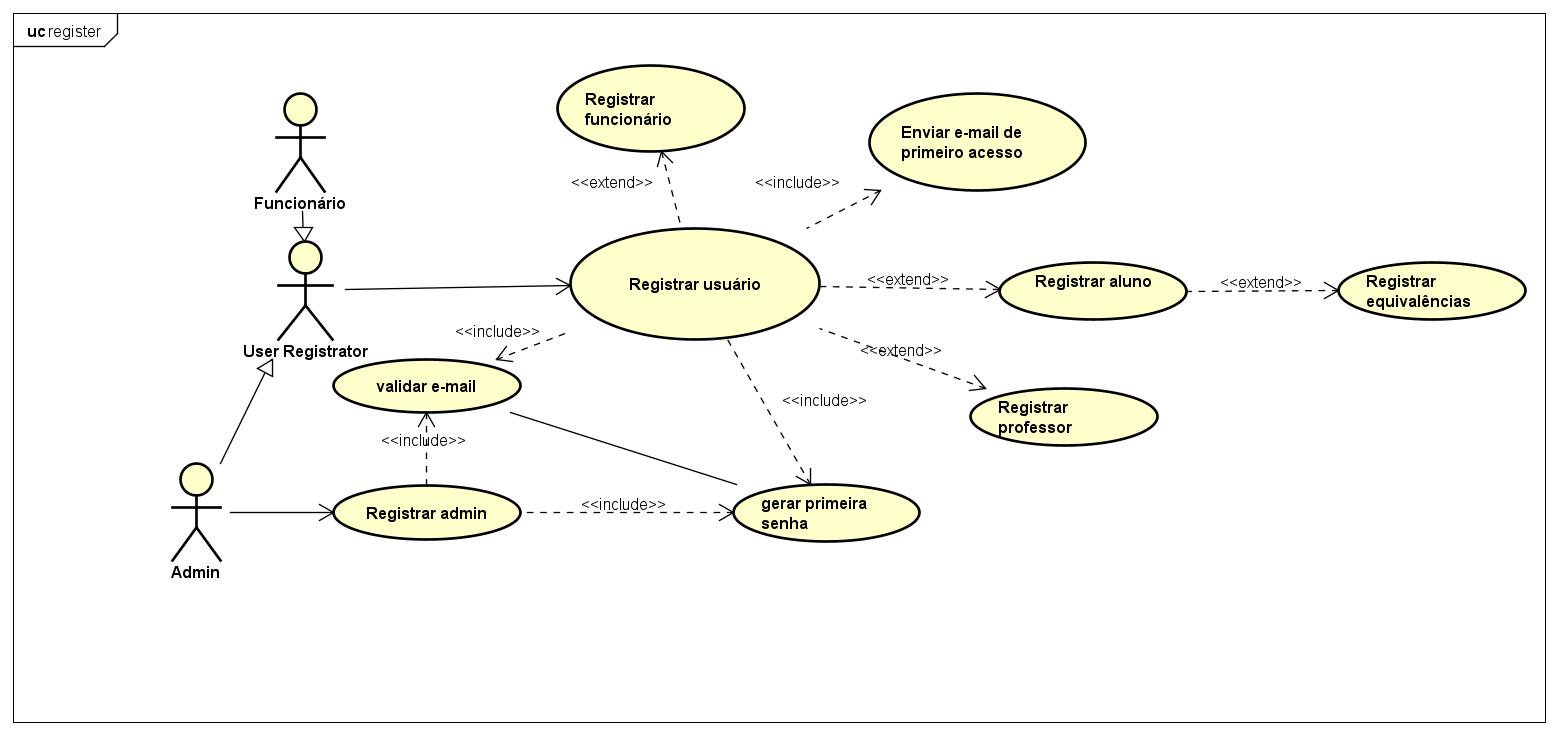 uc register
Registrar
funcionário
Enviar e-mail de
primeiro acesso
<<extend>>
<<include>>
Funcionário
Registrar usuário
<<extend>>
Registrar aluno
<<extend>>
Registrar
equivalências
User Registrator
<<include>>
<<extend>>
validar e-mail
<<include>>
Registrar
professor
<<include>>
Registrar admin
<<include>>
gerar primeira
senha
Admin